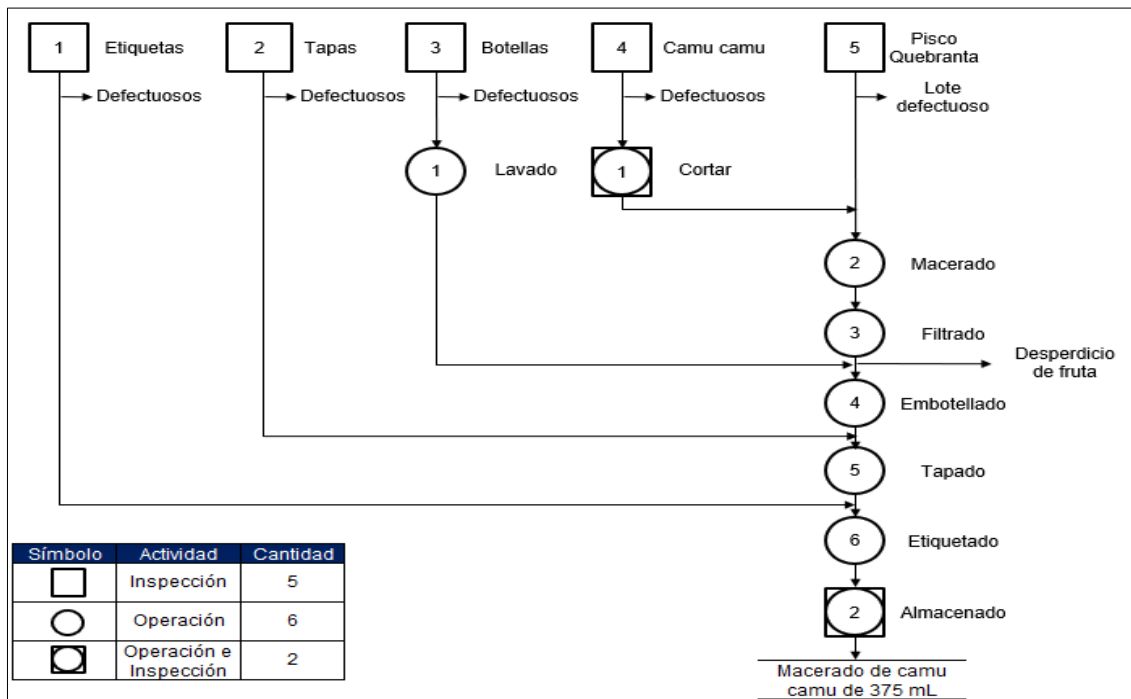 1 Etiquetas
2 Tapas
3 Botellas
4 Camu camu
5 Pisco
Quebranta
Defectuosos
Defectuosos
Defectuosos
Defectuosos
Lote
defectuoso
1 Lavado
1 Cortar
2 Macerado
3 Filtrado
Desperdicio
de fruta
4 Embotellado
5 Tapado
6 Etiquetado
2 Almacenado
Macerado de camu
camu de 375 mL
Símbolo Actividad Cantidad
Inspección 5
Operación 6
Operación e
Inspección 2